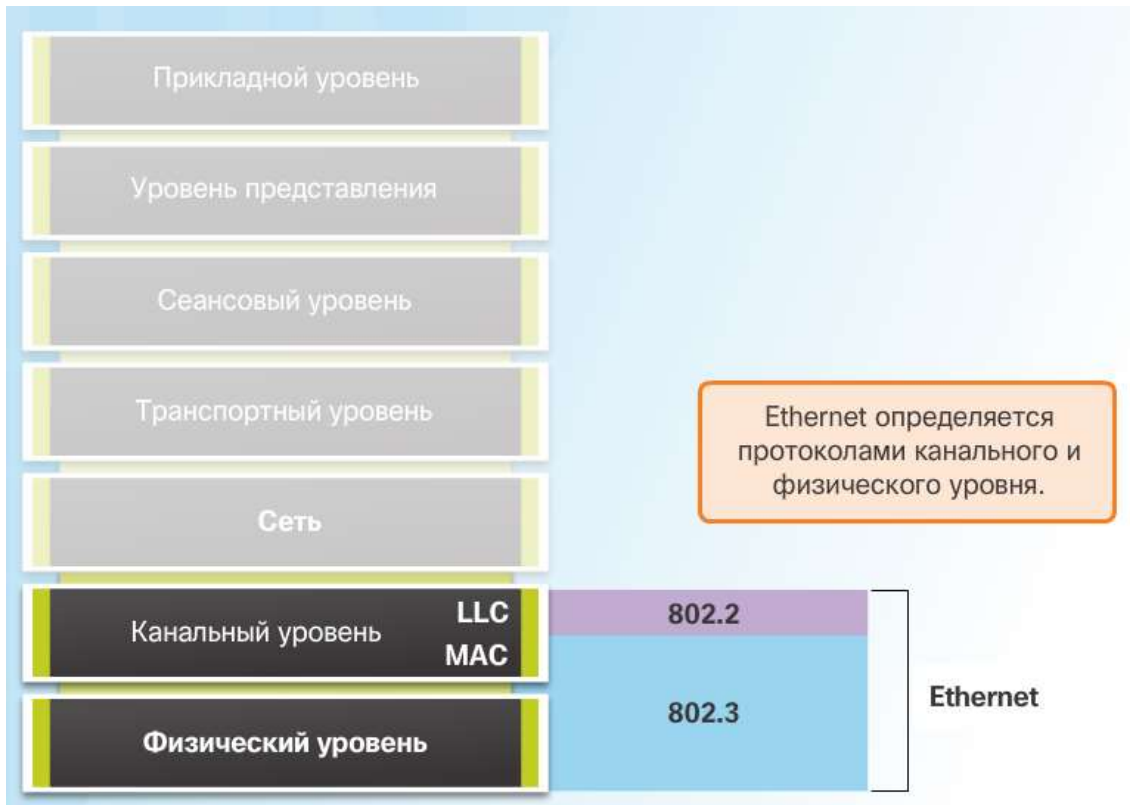 Прикладной уровень
Уровень представления
Сеансовый уровень
Транспортный уровень
Ethernet определяется
протоколами канального и
физического уровня.
Сеть
Канальный уровень
LLC
MAC
802.2
802.3
Ethernet
Физический уровень